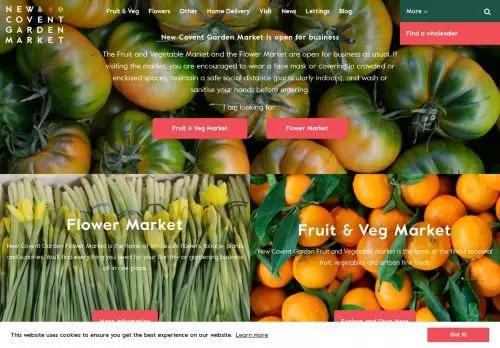 NEW
COVENT
GARDEN
MARKET
Fruit & Veg Flowers Other Home Delivery Visit News Lettings Blog More
Find a wholesaler
New Covent Garden Market is open for business
The Fruit and Vegetable Market and the Flower Market are open for business as usual. If
visiting the market, you are encouraged to wear a face mask or covering in crowded or
enclosed spaces, maintain a safe social distance (particularly indoors), and wash or
sanitise your hands before entering.
I am looking for:
Fruit & Veg Market Flower Market
Flower Market
New Covent Garden Flower Market is the home of wholesale flowers, foliage, plants
and sundries. You'll find everything you need for your floristry or gardening business
all in one place.
More Information
Fruit & Veg Market
New Covent Garden Fruit and Vegetable Market is the home of the finest seasonal
fruit, vegetables and artisan fine foods.
Explore and Shop Here
This website uses cookies to ensure you get the best experience on our website. Learn more
Got it!